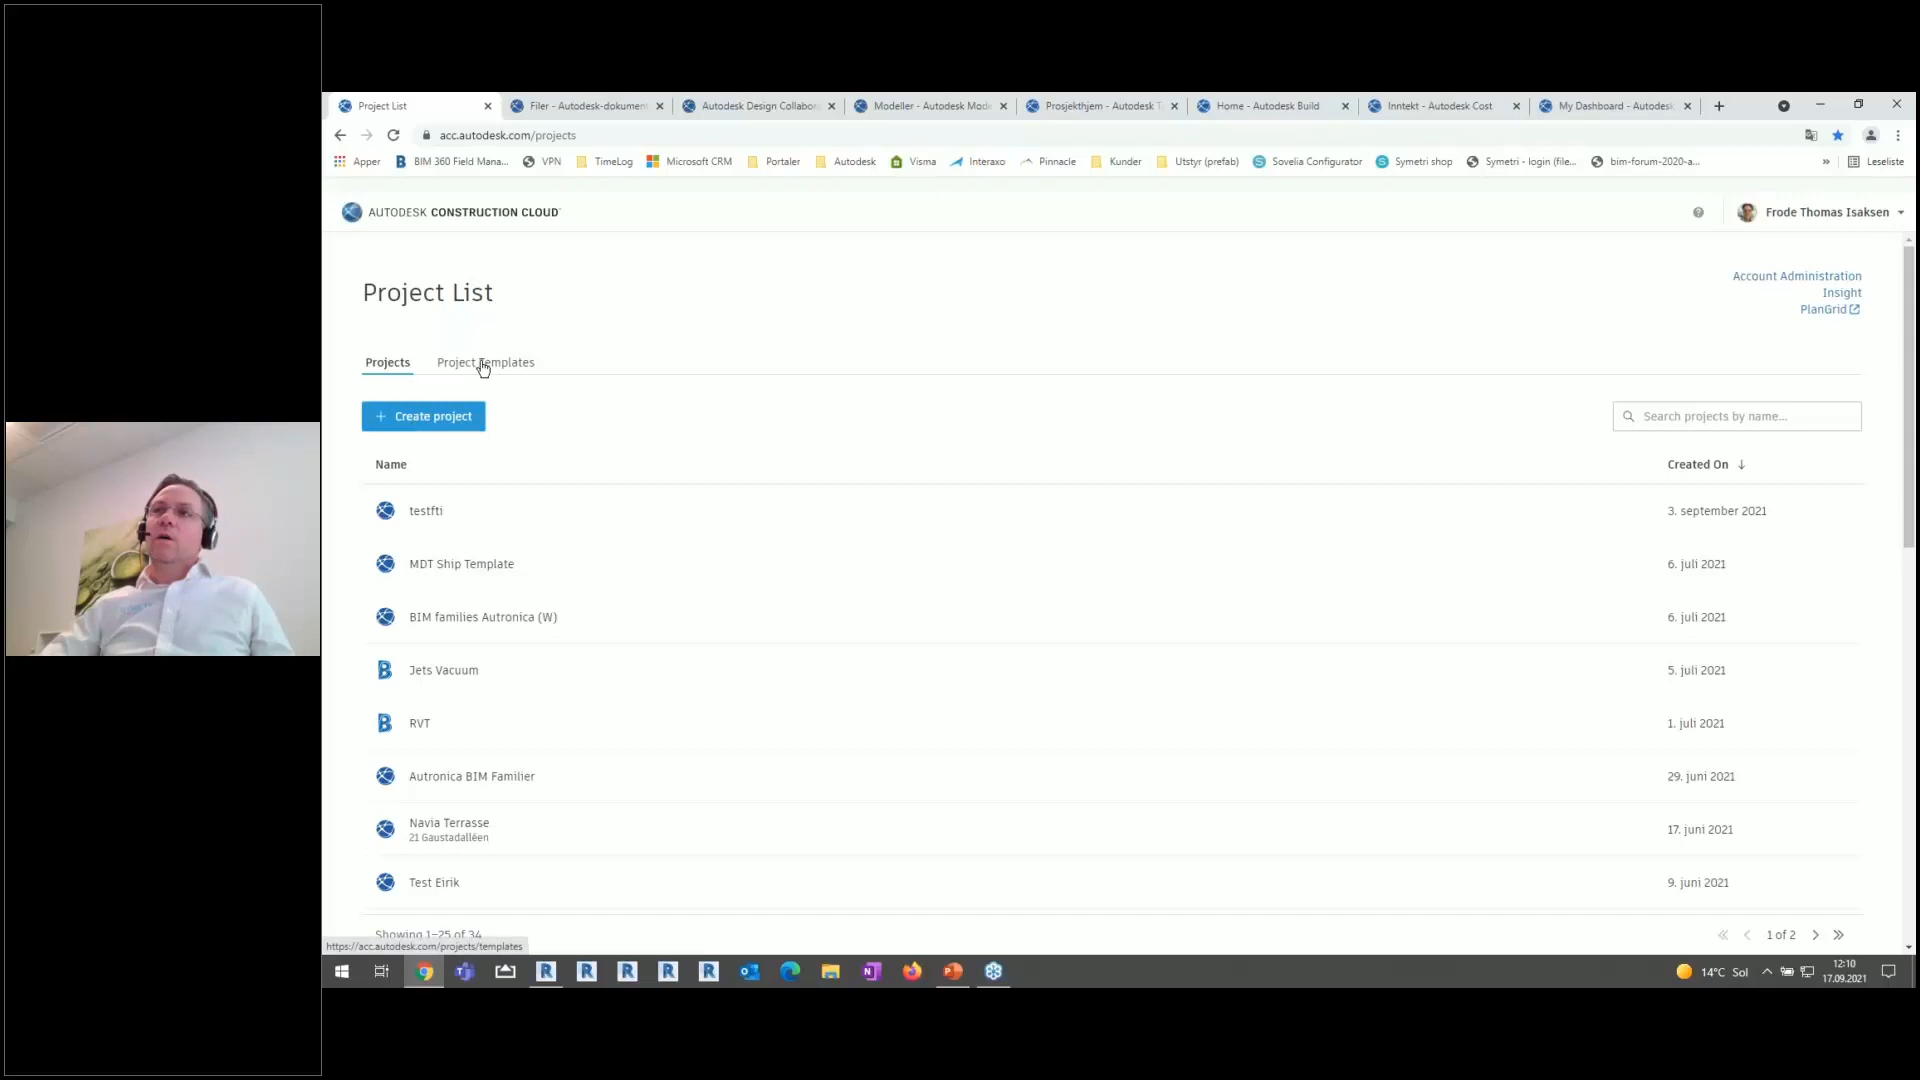 Project List
Filer - Autodesk-dokument
Autodesk Design Collabora
Modeller - Autodesk Mode
Prosjekthjem - Autodesk T
Home - Autodesk Build
Inntekt - Autodesk Cost
My Dashboard - Autodesk
acc.autodesk.com/projects
Apper
BIM 360 Field Mana...
VPN
TimeLog
Microsoft CRM
Portaler
Autodesk
Visma
Interaxo
Pinnacle
Kunder
Utstyr (prefab)
Sovelia Configurator
Symetri shop
Symetri - login (file...
bim-forum-2020-a...
»
Leseliste
AUTODESK CONSTRUCTION CLOUD
Frode Thomas Isaksen
Project List
Account Administration
Insight
PlanGrid
Projects
Project Templates
+ Create project
Search projects by name...
Name
Created On
testfti
3. september 2021
MDT Ship Template
6. juli 2021
BIM families Autronica (W)
6. juli 2021
Jets Vacuum
5. juli 2021
RVT
1. juli 2021
Autronica BIM Familier
29. juni 2021
Navia Terrasse
21 Gaustadalléen
17. juni 2021
Test Eirik
9. juni 2021
Showing 1–25 of 34
1 of 2
https://acc.autodesk.com/projects/templates
14°C Sol
12:10
17.09.2021